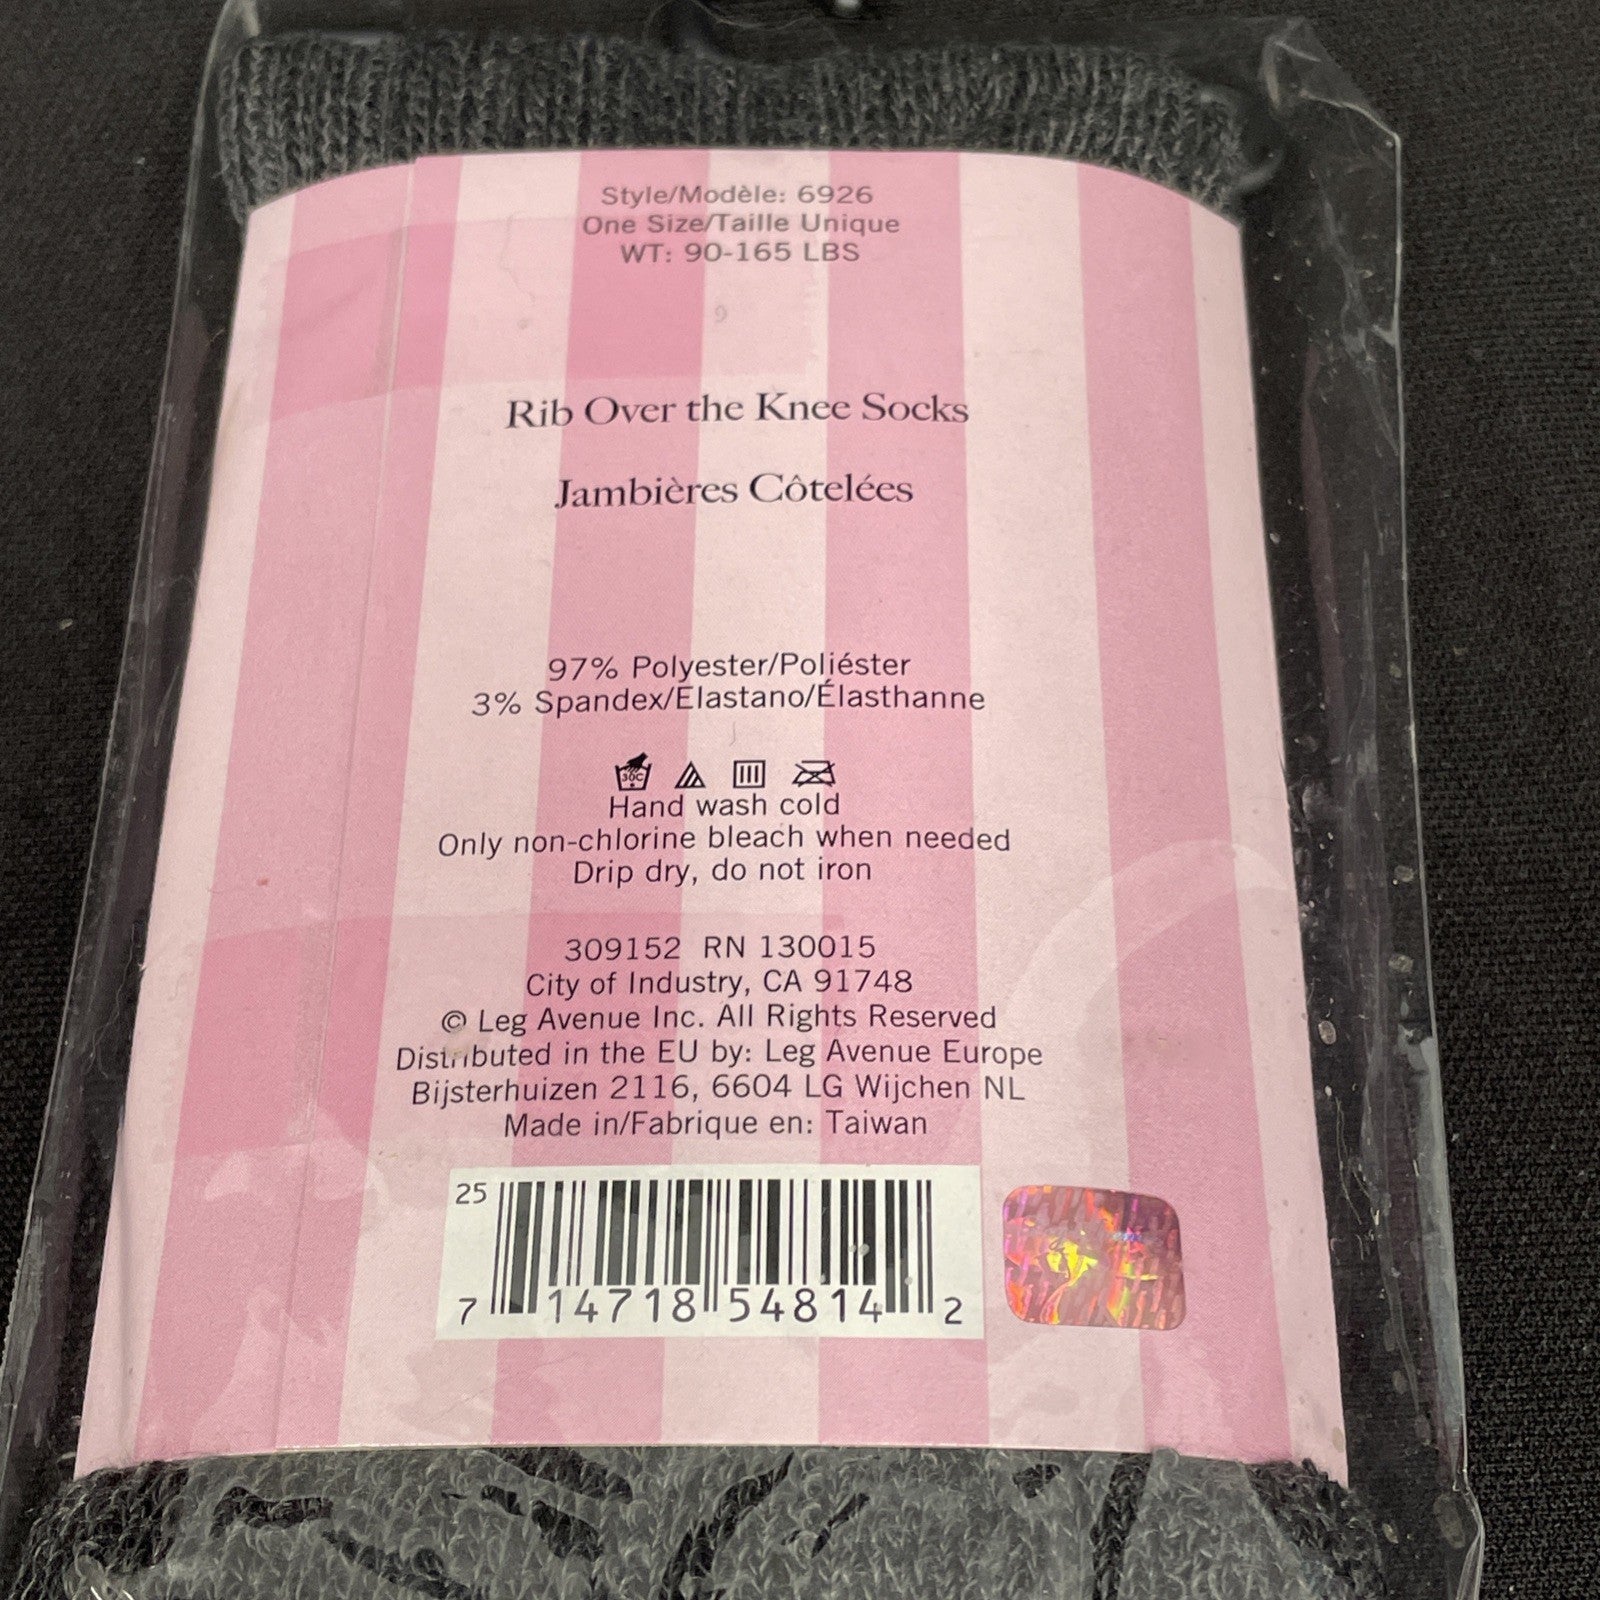 Style/Modèle: 6926
One Size/Taille Unique
WT: 90-165 LBS
Rib Over the Knee Socks
Jambières Côtelées
97% Polyester/Poliéster
3% Spandex/Elastano/Élasthanne
30C
Hand wash cold
Only non-chlorine bleach when needed
Drip dry, do not iron
309152 RN 130015
City of Industry, CA 91748
© Leg Avenue Inc. All Rights Reserved
Distributed in the EU by: Leg Avenue Europe
Bijsterhuizen 2116, 6604 LG Wijchen NL
Made in/Fabrique en: Taiwan
25
7 14718 54814 2